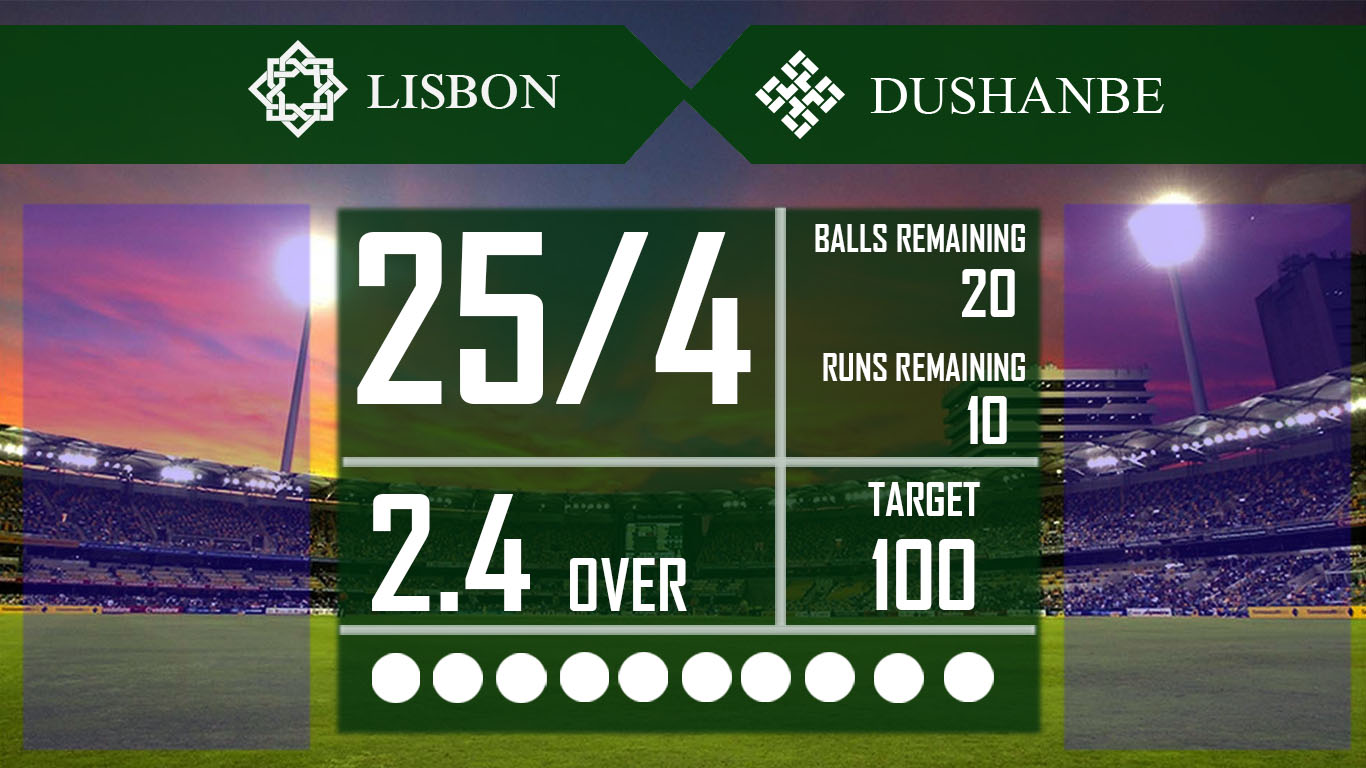 LISBON
DUSHANBE
25/4
BALLS REMAINING
20
RUNS REMAINING
10
2.4 OVER
TARGET
100